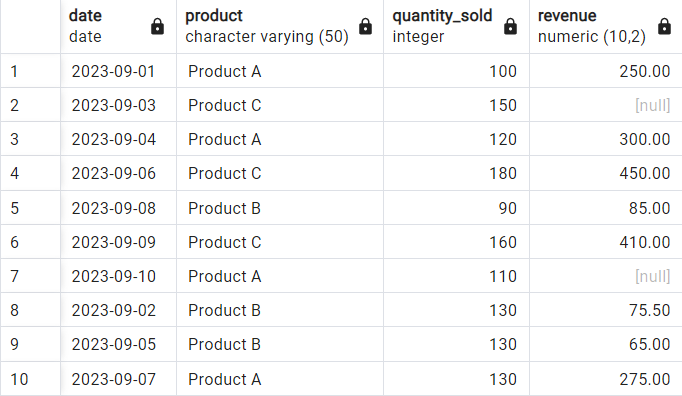 date product quantity_sold revenue
date character varying (50) integer numeric (10,2)
1 2023-09-01 Product A 100 250.00
2 2023-09-03 Product C 150 [null]
3 2023-09-04 Product A 120 300.00
4 2023-09-06 Product C 180 450.00
5 2023-09-08 Product B 90 85.00
6 2023-09-09 Product C 160 410.00
7 2023-09-10 Product A 110 [null]
8 2023-09-02 Product B 130 75.50
9 2023-09-05 Product B 130 65.00
10 2023-09-07 Product A 130 275.00